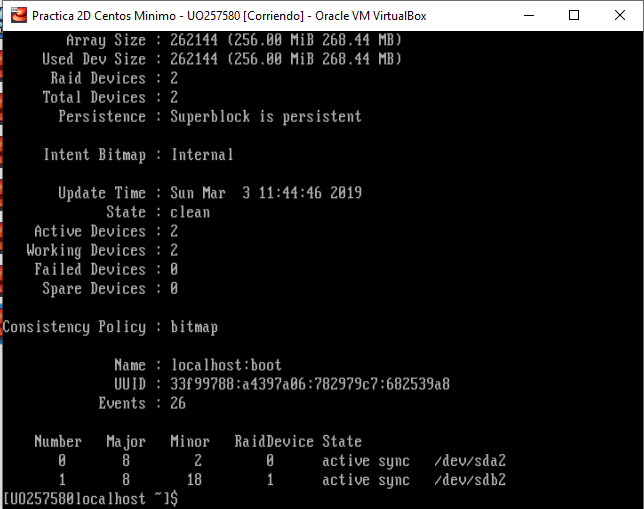 Practica 2D Centos Minimo - UO257580 [Corriendo] - Oracle VM VirtualBox
Array Size : 262144 (256.00 MiB 268.44 MB)
Used Dev Size : 262144 (256.00 MiB 268.44 MB)
Raid Devices : 2
Total Devices : 2
Persistence : Superblock is persistent
Intent Bitmap : Internal
Update Time : Sun Mar  3 11:44:46 2019
State : clean
Active Devices : 2
Working Devices : 2
Failed Devices : 0
Spare Devices : 0
Consistency Policy : bitmap
Name : localhost:boot
UUID : 33f99788:a4397a06:782979c7:682539a8
Events : 26
Number Major Minor RaidDevice State
0 8 2 0 active sync /dev/sda2
1 8 18 1 active sync /dev/sdb2
[UO257580localhost ~]$